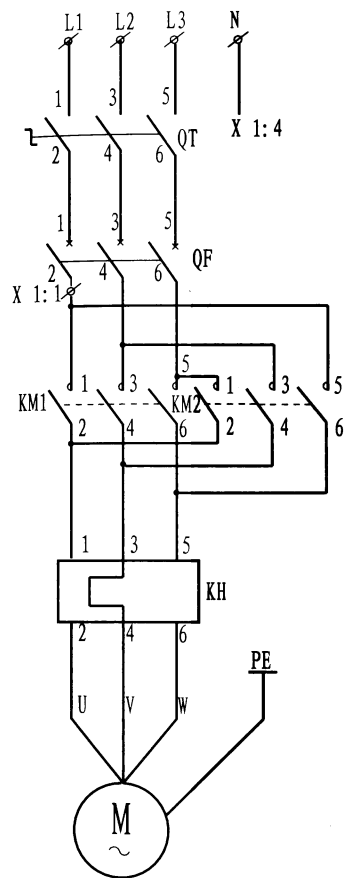 L1 L2 L3 N
1 3 5
QT
2 4 6
X 1:4
1 3 5
QF
2 4 6
X 1:1
5
1 3 1 3 5
KM1 KM2
2 4 6 2 4 6
1 3 5
KH
2 4 6
PE
U V W
M
~